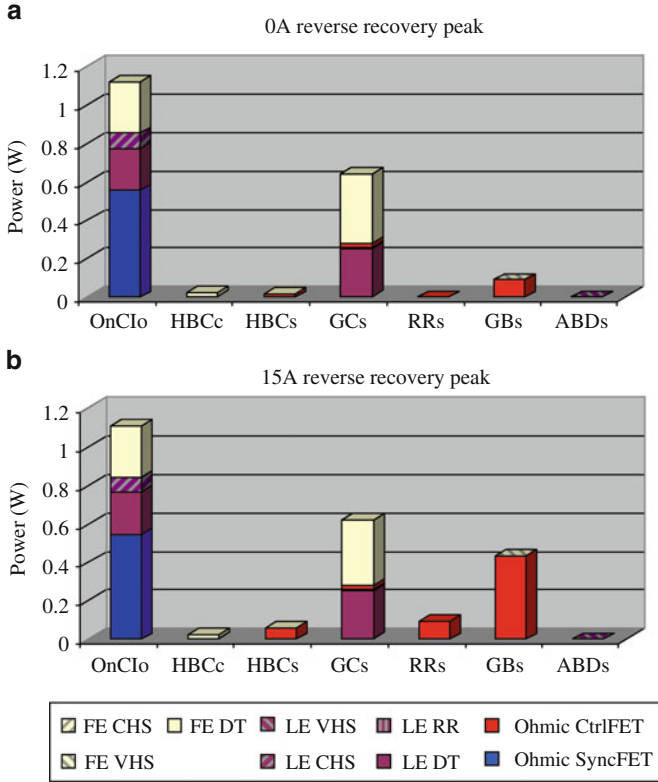 a
0A reverse recovery peak
Power (W)
1.2
1
0.8
0.6
0.4
0.2
0
OnCIo HBCc HBCs GCs RRs GBs ABDs
b
15A reverse recovery peak
Power (W)
1.2
1
0.8
0.6
0.4
0.2
0
OnCIo HBCc HBCs GCs RRs GBs ABDs
FE CHS FE DT LE VHS LE RR Ohmic CtrlFET
FE VHS LE CHS LE DT Ohmic SyncFET